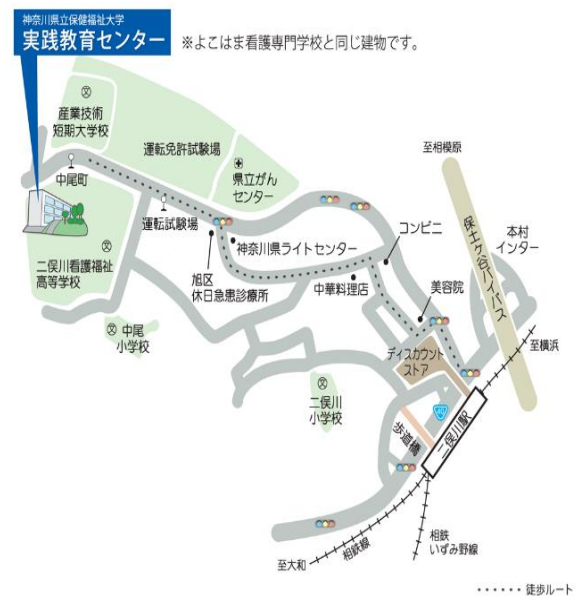 神奈川県立保健福祉大学
実践教育センター
※よこはま看護専門学校と同じ建物です。
産業技術
短期大学校
運転免許試験場
県立がん
センター
至相模原
中尾町
運転試験場
コンビニ
保土ヶ谷バイパス
本村
インター
神奈川県ライトセンター
旭区
休日急患診療所
中華料理店
美容院
二俣川看護福祉
高等学校
中尾
小学校
ディスカウント
ストア
至横浜
二俣川
小学校
歩道橋
二俣川駅
至大和
相鉄線
相鉄
いずみ野線
徒歩ルート